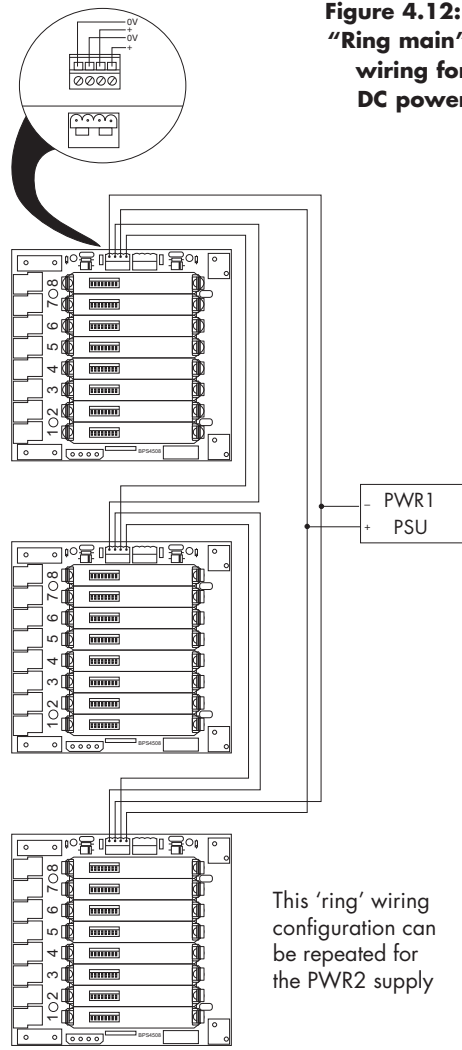 Figure 4.12:
“Ring main”
wiring for
DC power
0V
+
0V
+
8
7
6
5
4
3
2
1
BPS4508
– PWR1
+ PSU
8
7
6
5
4
3
2
1
BPS4508
8
7
6
5
4
3
2
1
BPS4508
This ‘ring’ wiring
configuration can
be repeated for
the PWR2 supply